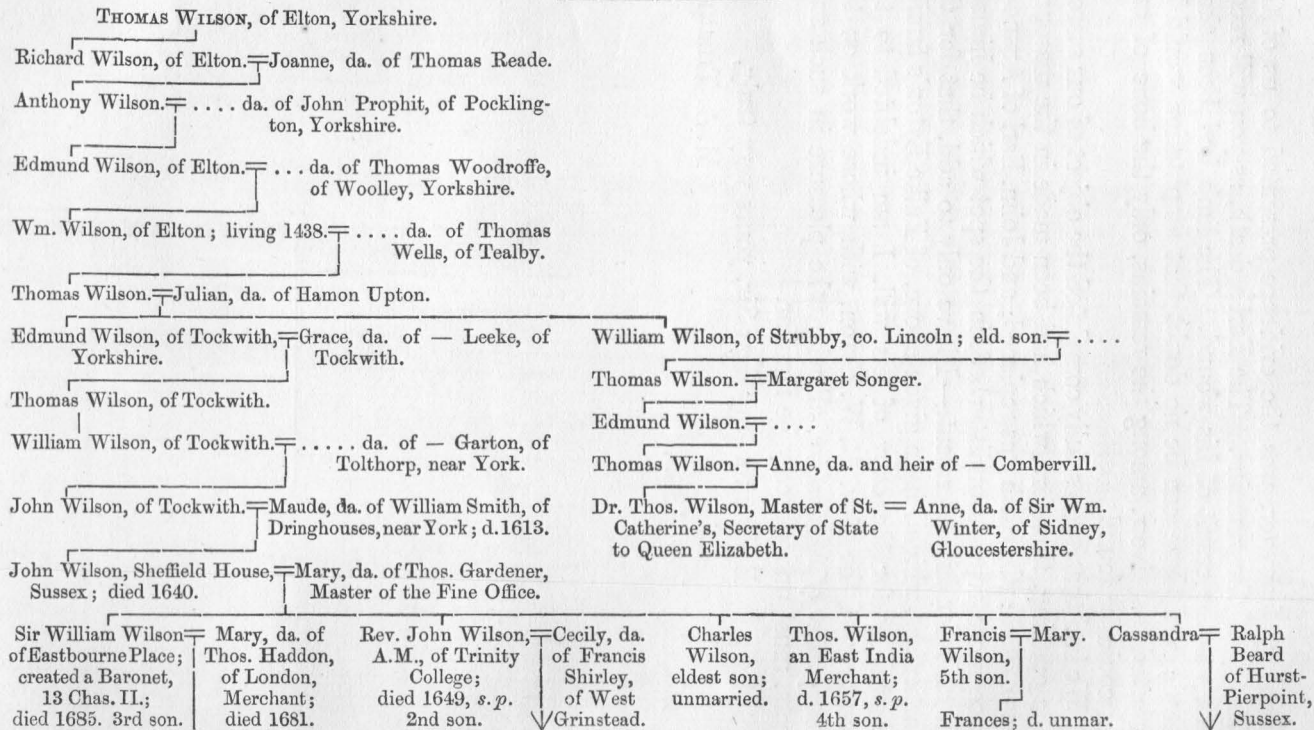 THOMAS WILSON, of Elton, Yorkshire.
Richard Wilson, of Elton. Joanne, da. of Thomas Reade.
Anthony Wilson. .... da. of John Prophit, of Pockling-
ton, Yorkshire.
Edmund Wilson, of Elton. ... da. of Thomas Woodroffe,
of Woolley, Yorkshire.
Wm. Wilson, of Elton; living 1438. .... da. of Thomas
Wells, of Tealby.
Thomas Wilson. Julian, da. of Hamon Upton.
Edmund Wilson, of Tockwith,
Yorkshire.
Grace, da. of — Leeke, of
Tockwith.
Thomas Wilson, of Tockwith.
William Wilson, of Tockwith. ..... da. of — Garton, of
Tolthorp, near York.
John Wilson, of Tockwith. Maude, da. of William Smith, of
Dringhouses, near York; d. 1613.
John Wilson, Sheffield House,
Sussex; died 1640.
Mary, da. of Thos. Gardener,
Master of the Fine Office.
William Wilson, of Strubby, co. Lincoln; eld. son. ....
Thomas Wilson. Margaret Songer.
Edmund Wilson. ....
Thomas Wilson. Anne, da. and heir of — Combervill.
Dr. Thos. Wilson, Master of St.
Catherine's, Secretary of State
to Queen Elizabeth.
= Anne, da. of Sir Wm.
Winter, of Sidney,
Gloucestershire.
Sir William Wilson
of Eastbourne Place;
created a Baronet,
13 Chas. II.;
died 1685. 3rd son.
Mary, da. of
Thos. Haddon,
of London,
Merchant;
died 1681.
Rev. John Wilson,
A.M., of Trinity
College;
died 1649, s.p.
2nd son.
Cecily, da.
of Francis
Shirley,
of West
Grinstead.
Charles
Wilson,
eldest son;
unmarried.
Thos. Wilson,
an East India
Merchant;
d. 1657, s.p.
4th son.
Francis
Wilson,
5th son.
Mary.
Frances; d. unmar.
Cassandra
Ralph
Beard
of Hurst-
Pierpoint,
Sussex.